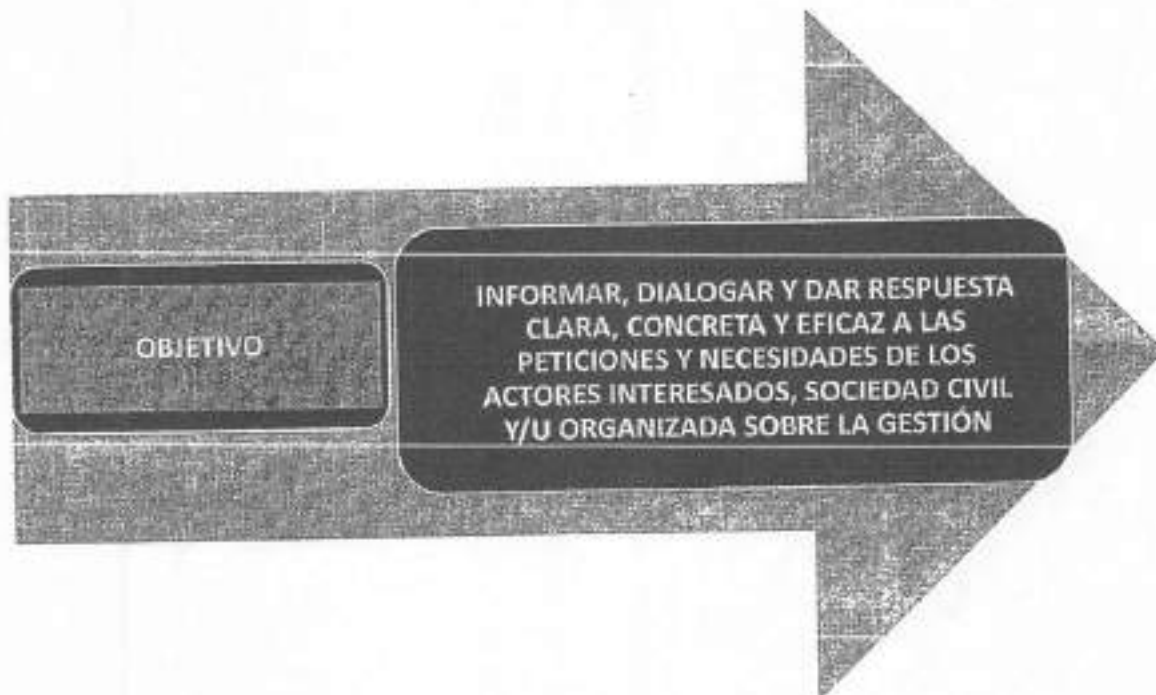 OBJETIVO
INFORMAR, DIALOGAR Y DAR RESPUESTA
CLARA, CONCRETA Y EFICAZ A LAS
PETICIONES Y NECESIDADES DE LOS
ACTORES INTERESADOS, SOCIEDAD CIVIL
Y/U ORGANIZADA SOBRE LA GESTIÓN